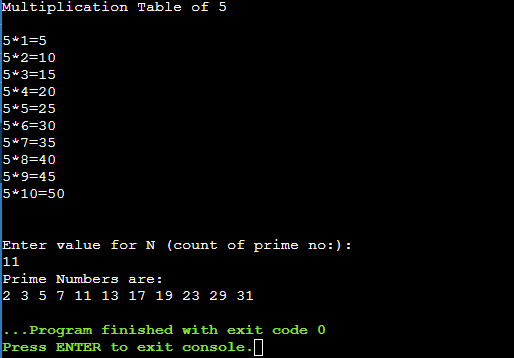 Multiplication Table of 5
5*1=5
5*2=10
5*3=15
5*4=20
5*5=25
5*6=30
5*7=35
5*8=40
5*9=45
5*10=50
Enter value for N (count of prime no:):
11
Prime Numbers are:
2 3 5 7 11 13 17 19 23 29 31
...Program finished with exit code 0
Press ENTER to exit console.